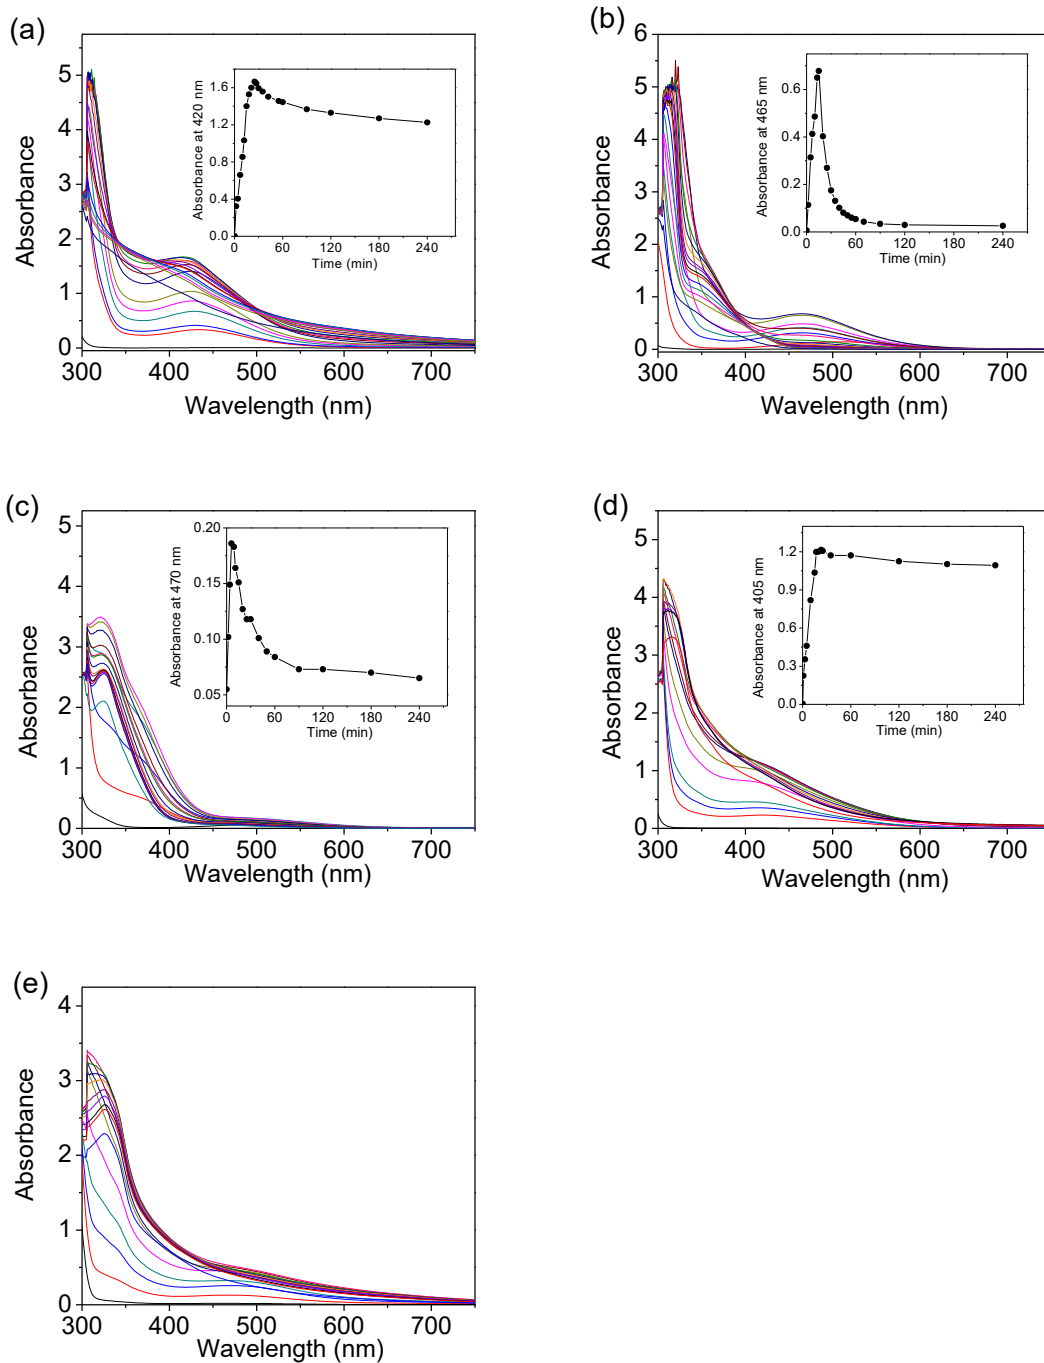 (a)
Absorbance
5
4
3
2
1
0
300 400 500 600 700
Wavelength (nm)
Absorbance at 420 nm
1.6
1.2
0.8
0.4
0.0
0 60 120 180 240
Time (min)
(b)
Absorbance
6
5
4
3
2
1
0
300 400 500 600 700
Wavelength (nm)
Absorbance at 465 nm
0.6
0.4
0.2
0.0
0 60 120 180 240
Time (min)
(c)
Absorbance
5
4
3
2
1
0
300 400 500 600 700
Wavelength (nm)
Absorbance at 470 nm
0.20
0.15
0.10
0.05
0 60 120 180 240
Time (min)
(d)
Absorbance
5
4
3
2
1
0
300 400 500 600 700
Wavelength (nm)
Absorbance at 405 nm
1.2
0.9
0.6
0.3
0.0
0 60 120 180 240
Time (min)
(e)
Absorbance
4
3
2
1
0
300 400 500 600 700
Wavelength (nm)